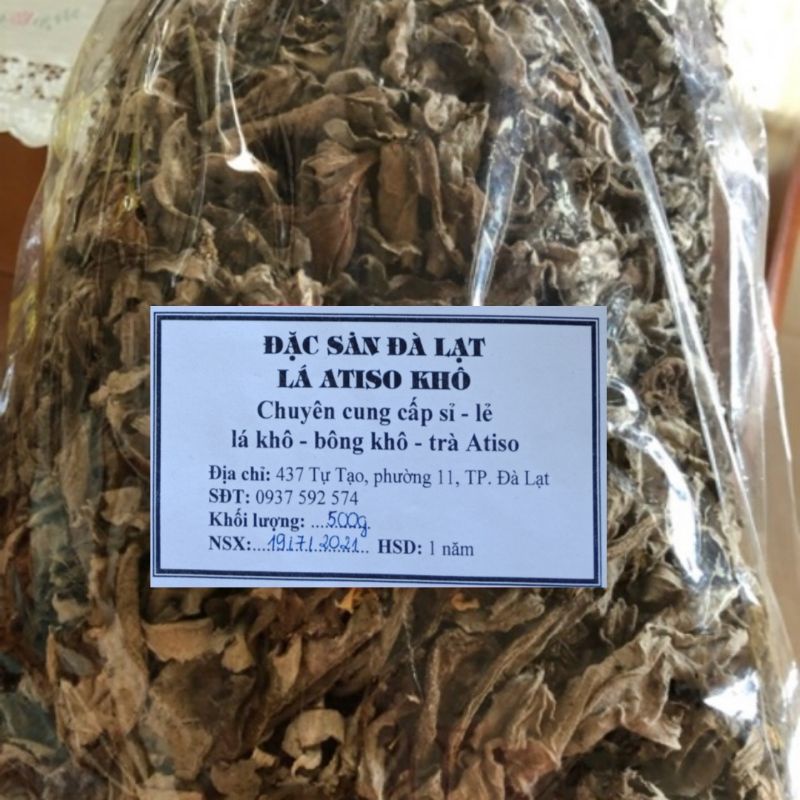 ĐẶC SẢN ĐÀ LẠT
LÁ ATISO KHÔ
Chuyên cung cấp sỉ - lẻ
lá khô - bông khô - trà Atiso
Địa chỉ: 437 Tự Tạo, phường 11, TP. Đà Lạt
SĐT: 0937 592 574
Khối lượng: ....500g.
NSX:...19/7/2021.. HSD: 1 năm